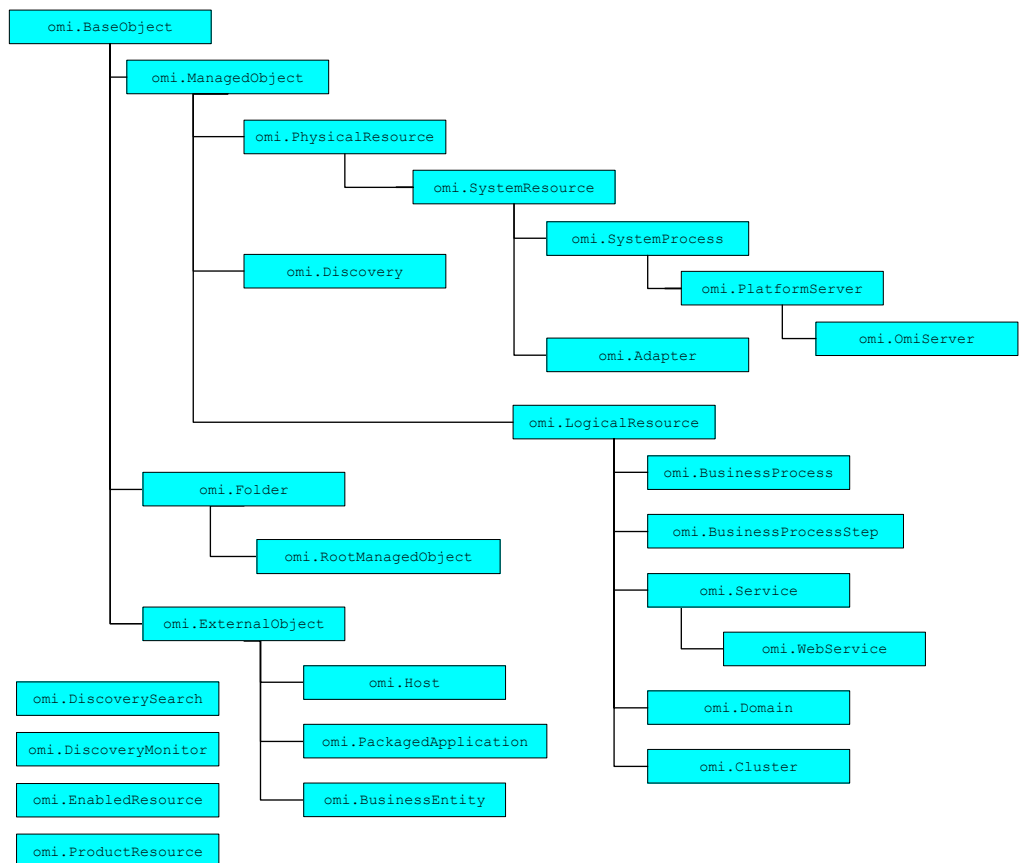 omi.BaseObject
omi.ManagedObject
omi.PhysicalResource
omi.SystemResource
omi.SystemProcess
omi.Discovery
omi.PlatformServer
omi.OmiServer
omi.Adapter
omi.LogicalResource
omi.BusinessProcess
omi.Folder
omi.BusinessProcessStep
omi.RootManagedObject
omi.Service
omi.ExternalObject
omi.WebService
omi.Host
omi.DiscoverySearch
omi.Domain
omi.PackagedApplication
omi.DiscoveryMonitor
omi.Cluster
omi.EnabledResource
omi.BusinessEntity
omi.ProductResource